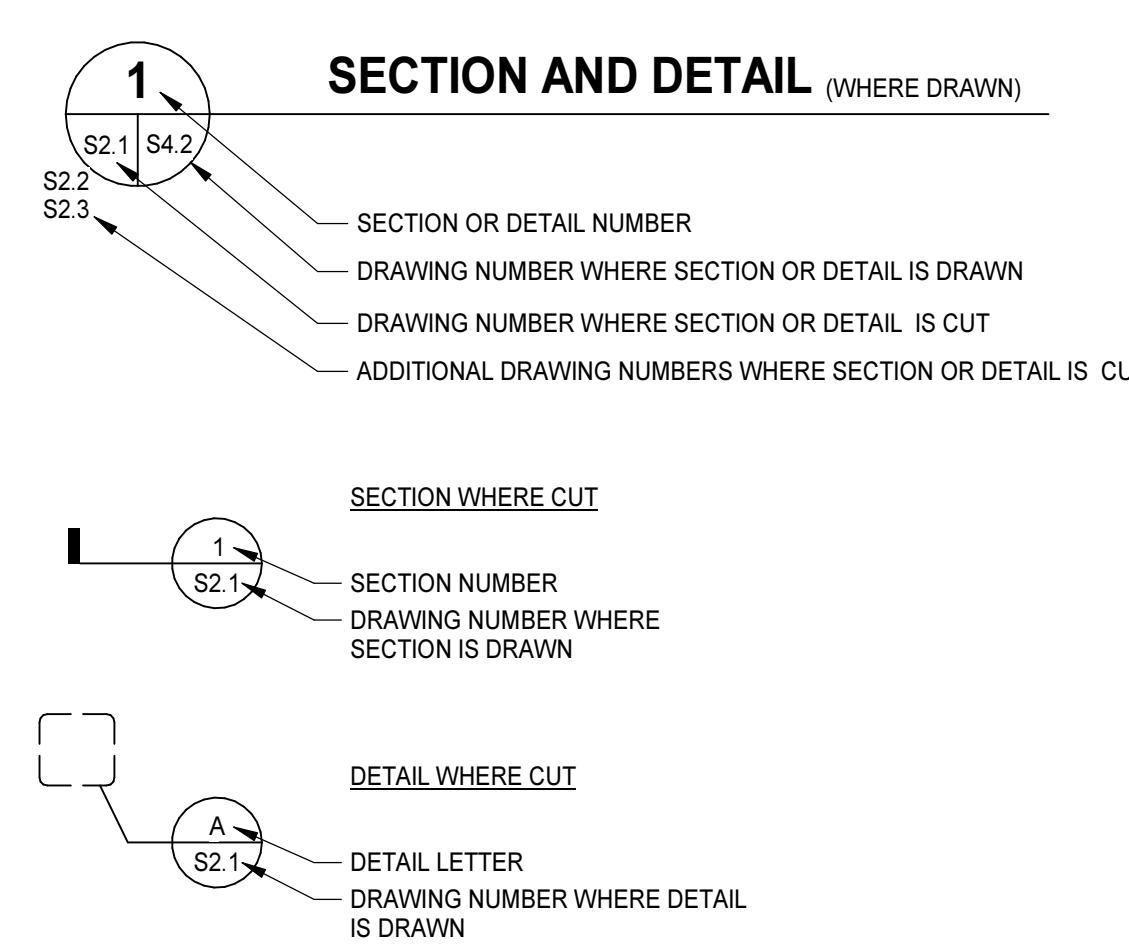 1
SECTION AND DETAIL (WHERE DRAWN)
S2.1 S4.2
S2.2
S2.3
SECTION OR DETAIL NUMBER
DRAWING NUMBER WHERE SECTION OR DETAIL IS DRAWN
DRAWING NUMBER WHERE SECTION OR DETAIL IS CUT
ADDITIONAL DRAWING NUMBERS WHERE SECTION OR DETAIL IS
SECTION WHERE CUT
1
S2.1
SECTION NUMBER
DRAWING NUMBER WHERE
SECTION IS DRAWN
DETAIL WHERE CUT
A
S2.1
DETAIL LETTER
DRAWING NUMBER WHERE DETAIL
IS DRAWN